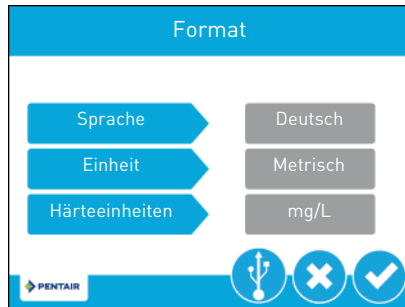 Format
Sprache
Deutsch
Einheit
Metrisch
Härteeinheiten
mg/L
PENTAIR